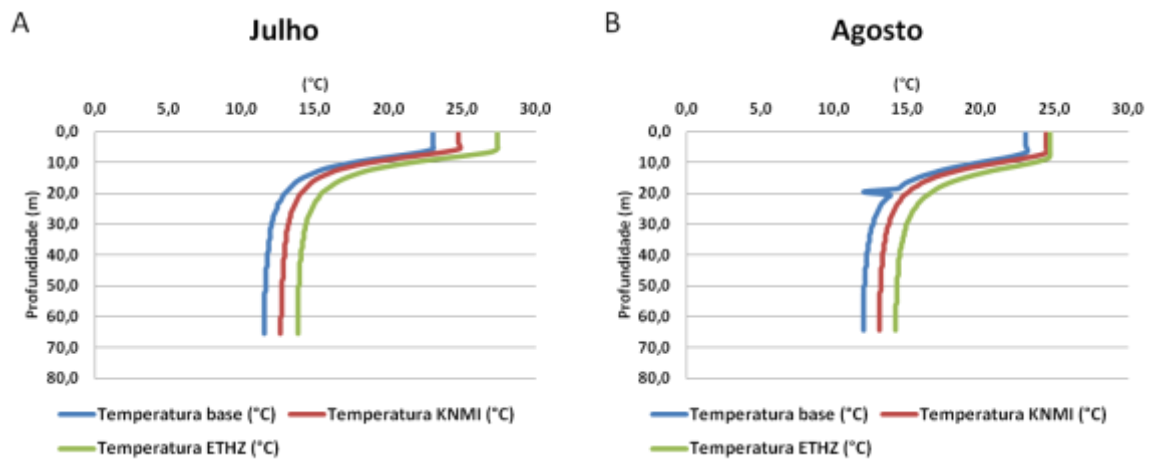 A
Julho
(°C)
0,0 5,0 10,0 15,0 20,0 25,0 30,0
0,0
10,0
20,0
30,0
40,0
50,0
60,0
70,0
80,0
Profundidade (m)
Temperatura base (°C) Temperatura KNMI (°C)
Temperatura ETHZ (°C)
B
Agosto
(°C)
0,0 5,0 10,0 15,0 20,0 25,0 30,0
0,0
10,0
20,0
30,0
40,0
50,0
60,0
70,0
80,0
Profundidade (m)
Temperatura base (°C) Temperatura KNMI (°C)
Temperatura ETHZ (°C)